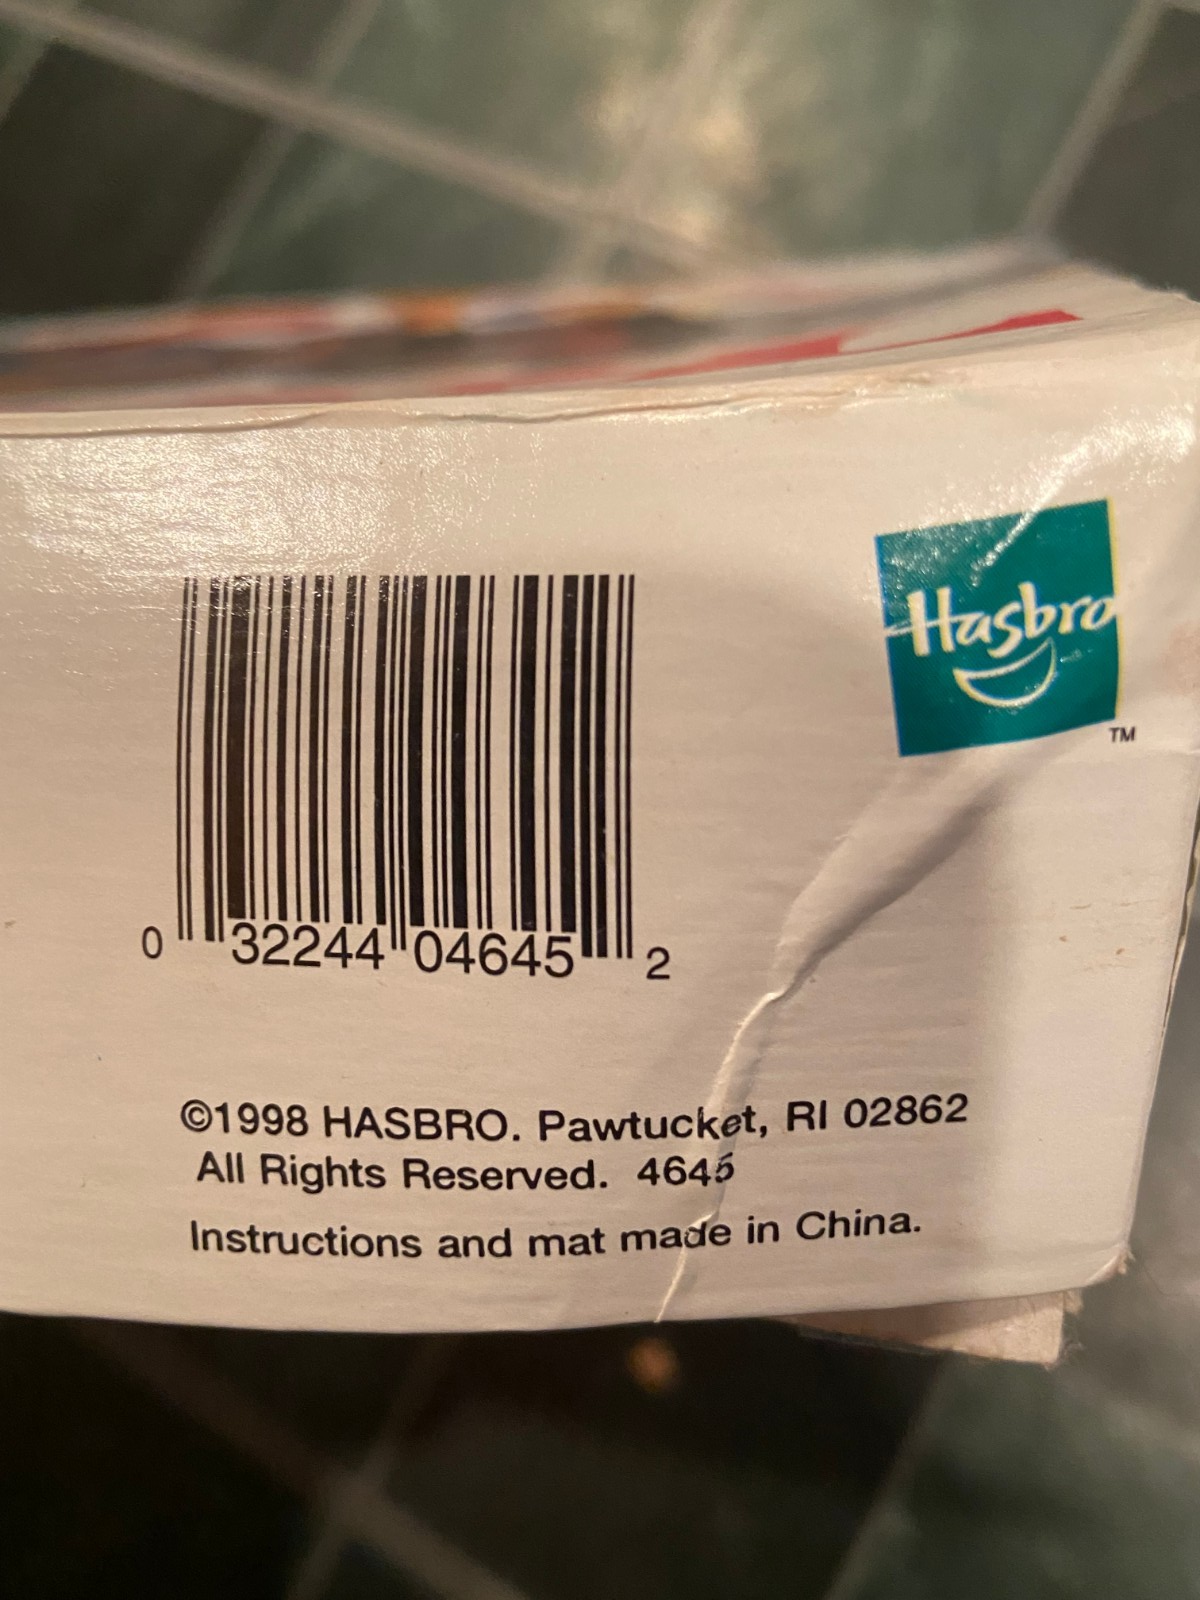 Hasbro
TM
0 32244 04645 2
©1998 HASBRO. Pawtucket, RI 02862
All Rights Reserved. 4645
Instructions and mat made in China.